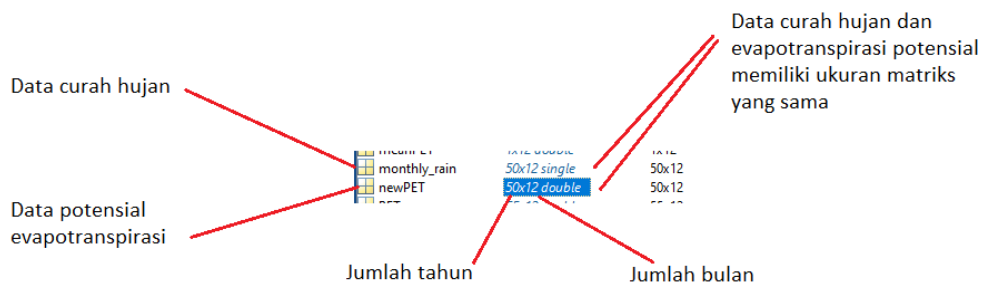 Data curah hujan dan
evapotranspirasi potensial
memiliki ukuran matriks
yang sama
Data curah hujan
monthly_rain 50x12 single 50x12
newPET 50x12 double 50x12
Data potensial
evapotranspirasi
Jumlah tahun
Jumlah bulan